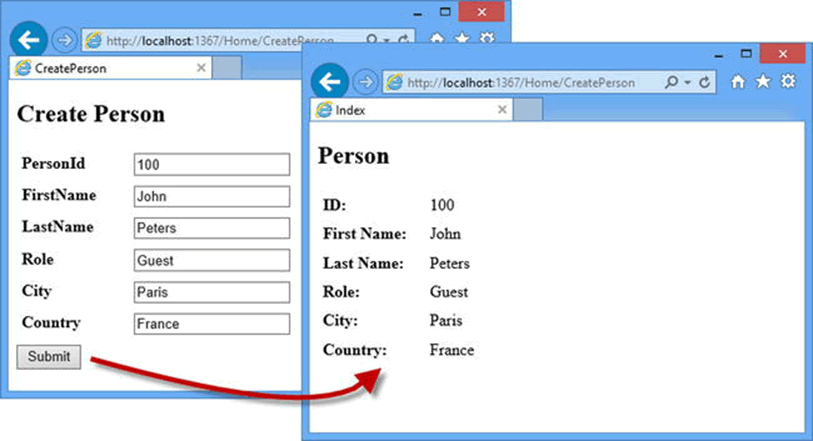 http://localhost:1367/Home/CreatePerson
CreatePerson
Create Person
PersonId 100
FirstName John
LastName Peters
Role Guest
City Paris
Country France
Submit
http://localhost:1367/Home/CreatePerson
Index
Person
ID: 100
First Name: John
Last Name: Peters
Role: Guest
City: Paris
Country: France